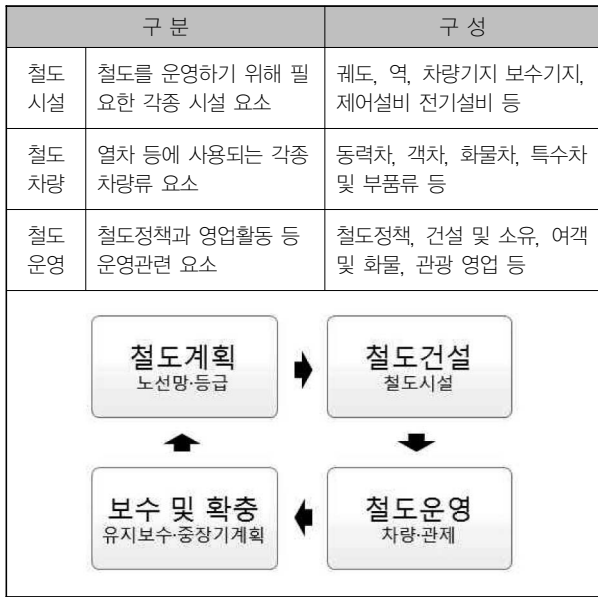 구 분 구 성
철도 시설
철도를 운영하기 위해 필
요한 각종 시설 요소
궤도, 역, 차량기지 보수기지,
제어설비 전기설비 등
철도 차량
열차 등에 사용되는 각종
차량류 요소
동력차, 객차, 화물차, 특수차
및 부품류 등
철도 운영
철도정책과 영업활동 등
운영관련 요소
철도정책, 건설 및 소유, 여객
및 화물, 관광 영업 등
철도계획
노선망·등급
철도건설
철도시설
보수 및 확충
유지보수·중장기계획
철도운영
차량·관제